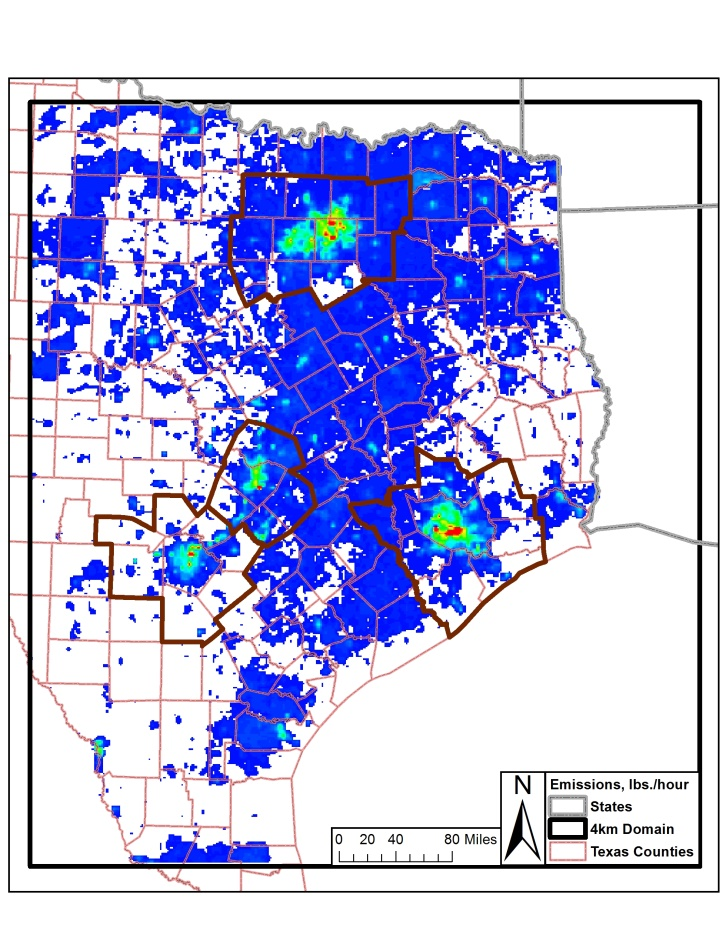 N
Emissions, lbs./hour
States
4km Domain
Texas Counties
0 20 40 80 Miles